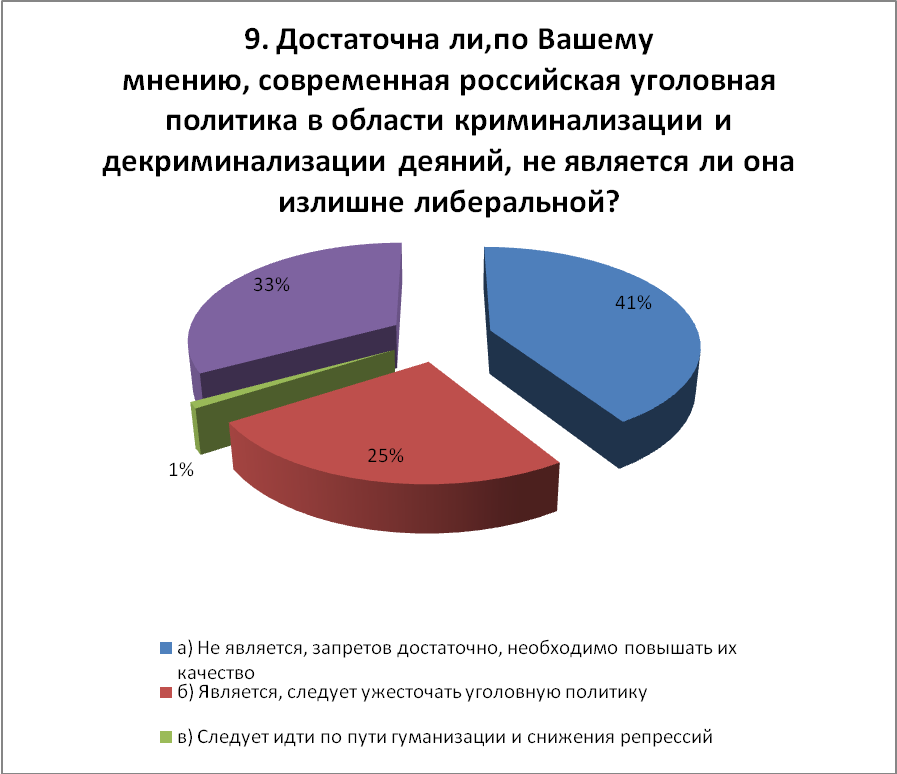 9. Достаточна ли,по Вашему
мнению, современная российская уголовная
политика в области криминализации и
декриминализации деяний, не является ли она
излишне либеральной?
33%
41%
25%
1%
а) Не является, запретов достаточно, необходимо повышать их
качество
б) Является, следует ужесточать уголовную политику
в) Следует идти по пути гуманизации и снижения репрессий